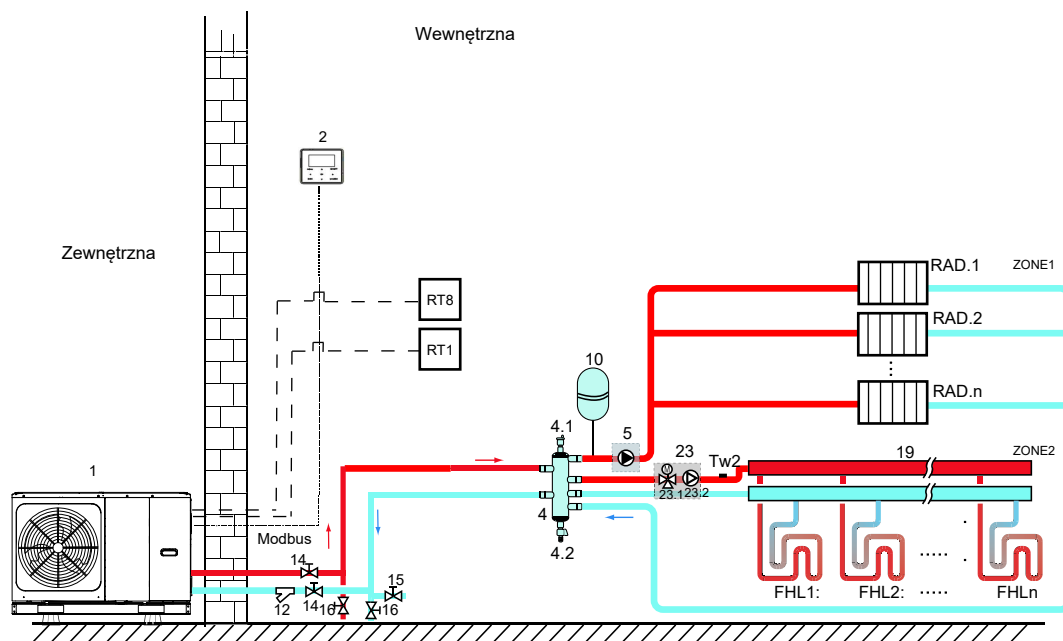 Wewnętrzna
2
Zewnętrzna
RAD.1
ZONE1
RT8
RAD.2
RT1
10
RAD.n
4.1
5
23
Tw2
19
ZONE2
M
1
23.1
23.2
4
Modbus
4.2
14
15
12
14
16
16
FHL1:
FHL2:
FHLn